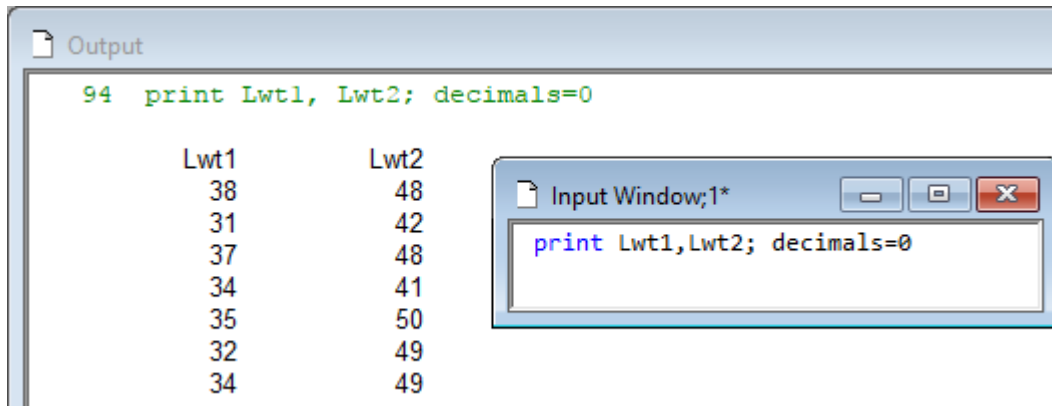 Output
94 print Lwt1, Lwt2; decimals=0
Lwt1 Lwt2
38 48
31 42
37 48
34 41
35 50
32 49
34 49
Input Window;1*
print Lwt1,Lwt2; decimals=0